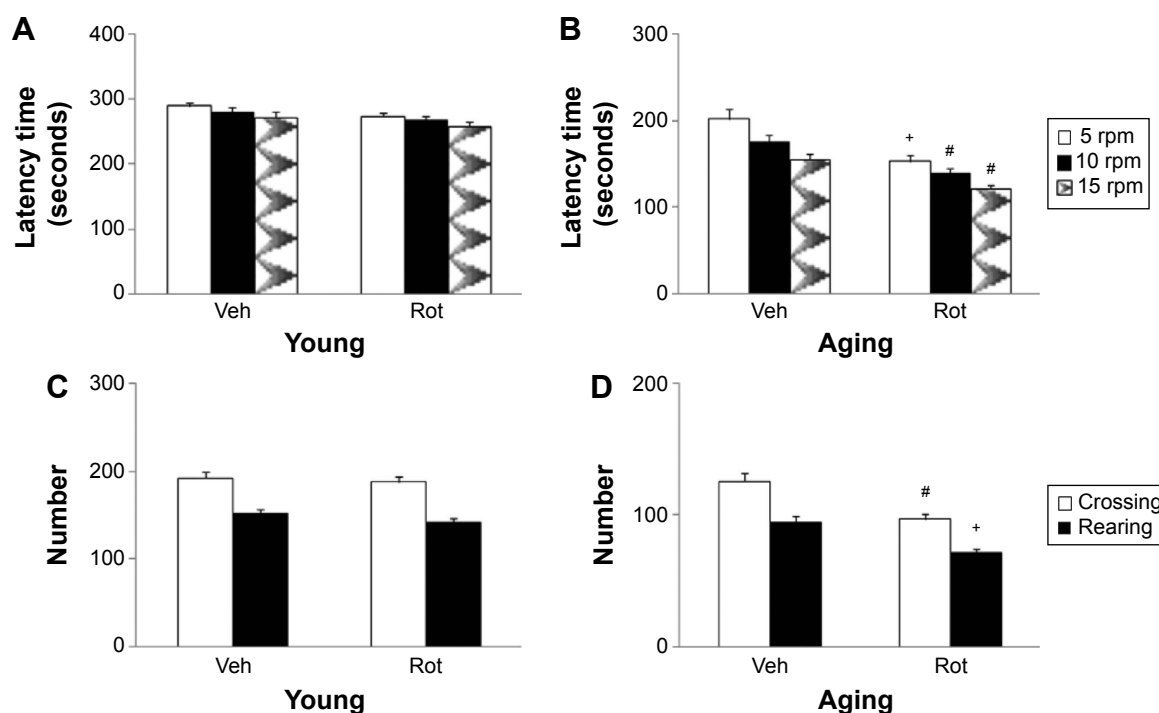 A
Latency time
(seconds)
400
300
200
100
0
Veh
Rot
Young
B
Latency time
(seconds)
300
200
100
0
+
#
#
Veh
Rot
Aging
5 rpm
10 rpm
15 rpm
C
Number
300
200
100
0
Veh
Rot
Young
D
Number
200
100
0
#
+
Veh
Rot
Aging
Crossing
Rearing